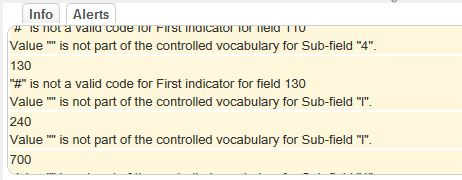 Info Alerts
"#" is not a valid code for First indicator for field 110
Value "" is not part of the controlled vocabulary for Sub-field "4".
130
"#" is not a valid code for First indicator for field 130
Value "" is not part of the controlled vocabulary for Sub-field "l".
240
Value "" is not part of the controlled vocabulary for Sub-field "l".
700